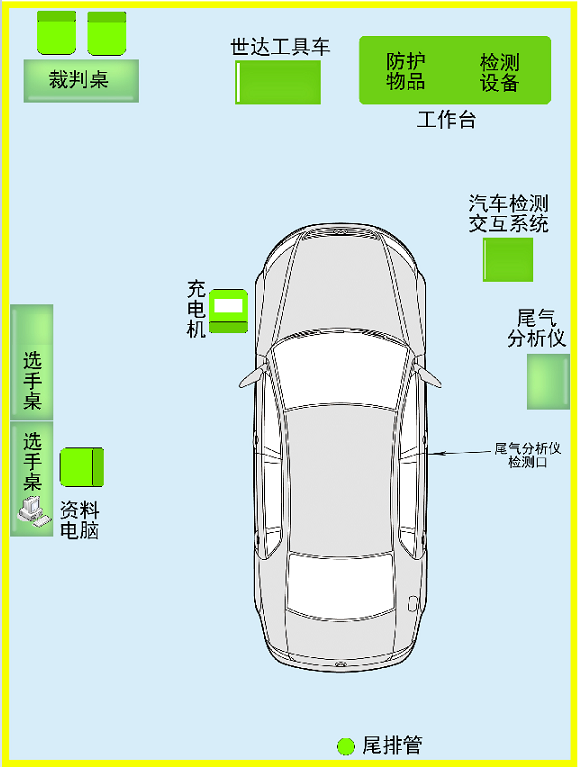 世达工具车
防护
物品
检测
设备
裁判桌
工作台
汽车检测
交互系统
充电机
尾气
分析仪
选手桌
尾气分析仪
检测口
选手桌
资料
电脑
尾排管